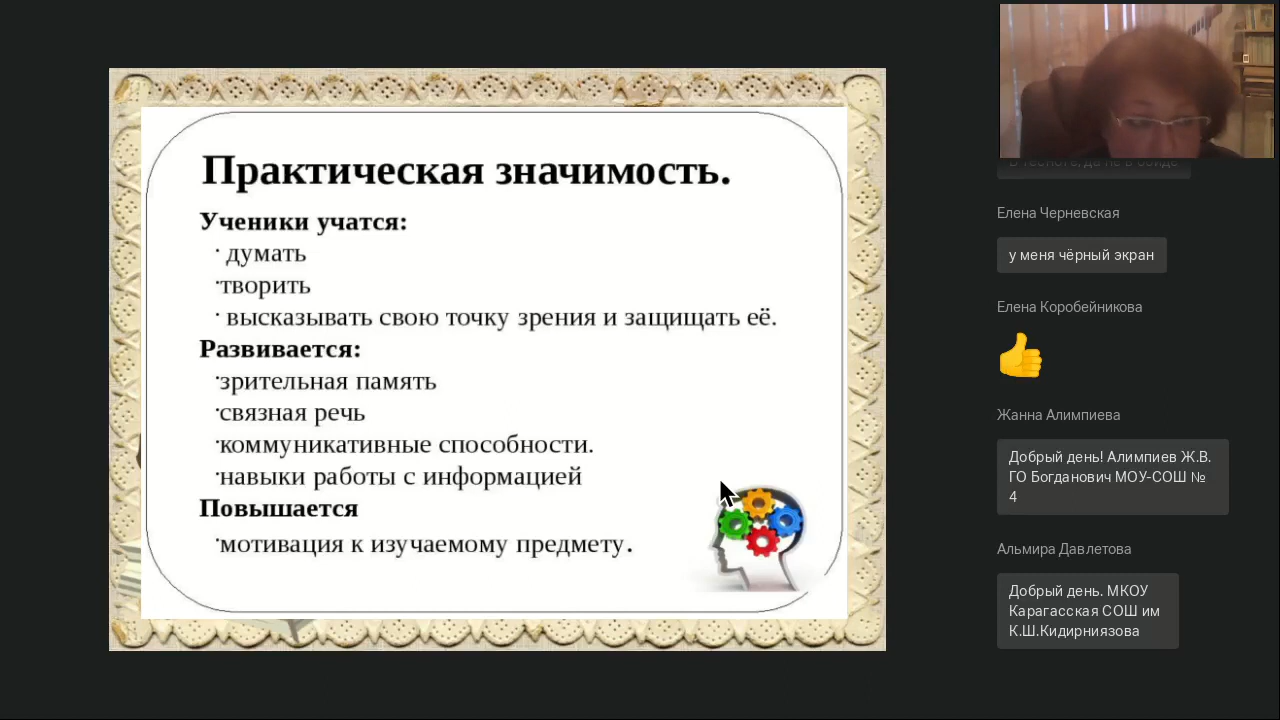 Практическая значимость.
Ученики учатся:
· думать
·творить
· высказывать свою точку зрения и защищать её.
Развивается:
·зрительная память
·связная речь
·коммуникативные способности.
·навыки работы с информацией
Повышается
·мотивация к изучаемому предмету.
Елена Черневская
у меня чёрный экран
Елена Коробейникова
Жанна Алимпиева
Добрый день! Алимпиев Ж.В.
ГО Богданович МОУ-СОШ №
4
Альмира Давлетова
Добрый день. МКОУ
Карагасская СОШ им
К.Ш.Кидирниязова